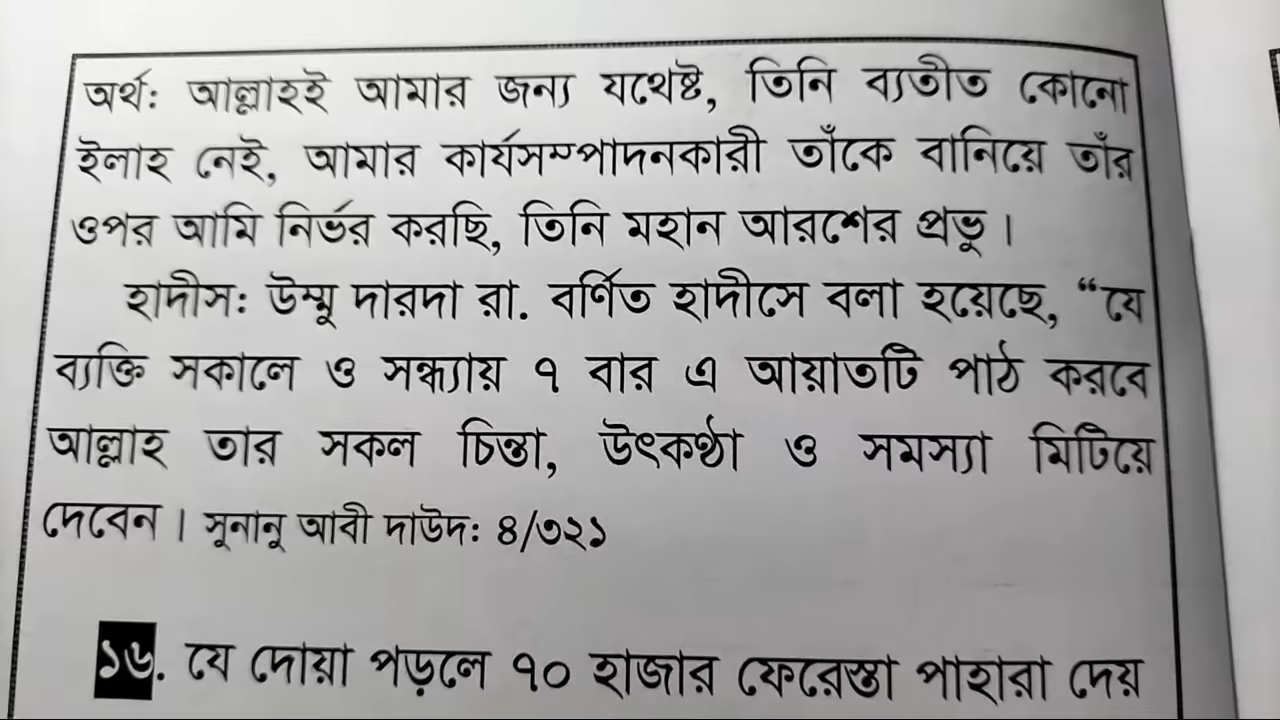 অর্থ: আল্লাহই আমার জন্য যথেষ্ট, তিনি ব্যতীত কোনো
ইলাহ নেই, আমার কার্যসম্পাদনকারী তাঁকে বানিয়ে তাঁর
ওপর আমি নির্ভর করছি, তিনি মহান আরশের প্রভু।
হাদীস: উম্মু দারদা রা. বর্ণিত হাদীসে বলা হয়েছে, “যে
ব্যক্তি সকালে ও সন্ধ্যায় ৭ বার এ আয়াতটি পাঠ করবে
আল্লাহ তার সকল চিন্তা, উৎকণ্ঠা ও সমস্যা মিটিয়ে
দেবেন। সুনানু আবী দাউদ: ৪/৩২১
১৬. যে দোয়া পড়লে ৭০ হাজার ফেরেস্তা পাহারা দেয়